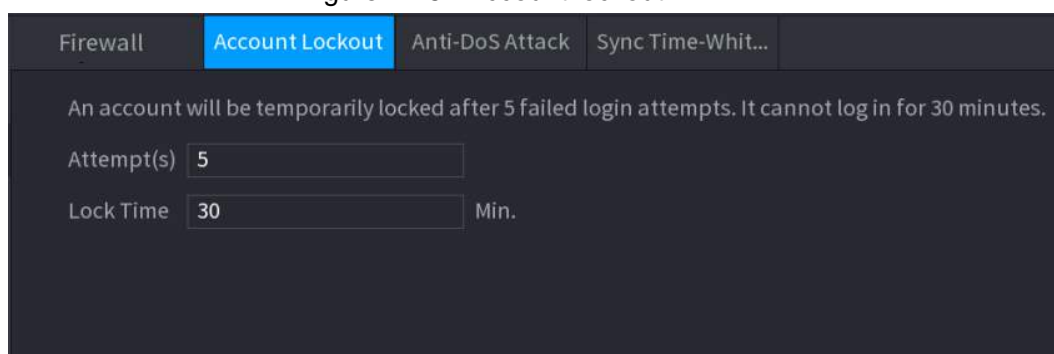 Firewall Account Lockout Anti-DoS Attack Sync Time-Whit...
An account will be temporarily locked after 5 failed login attempts. It cannot log in for 30 minutes.
Attempt(s) 5
Lock Time 30 Min.